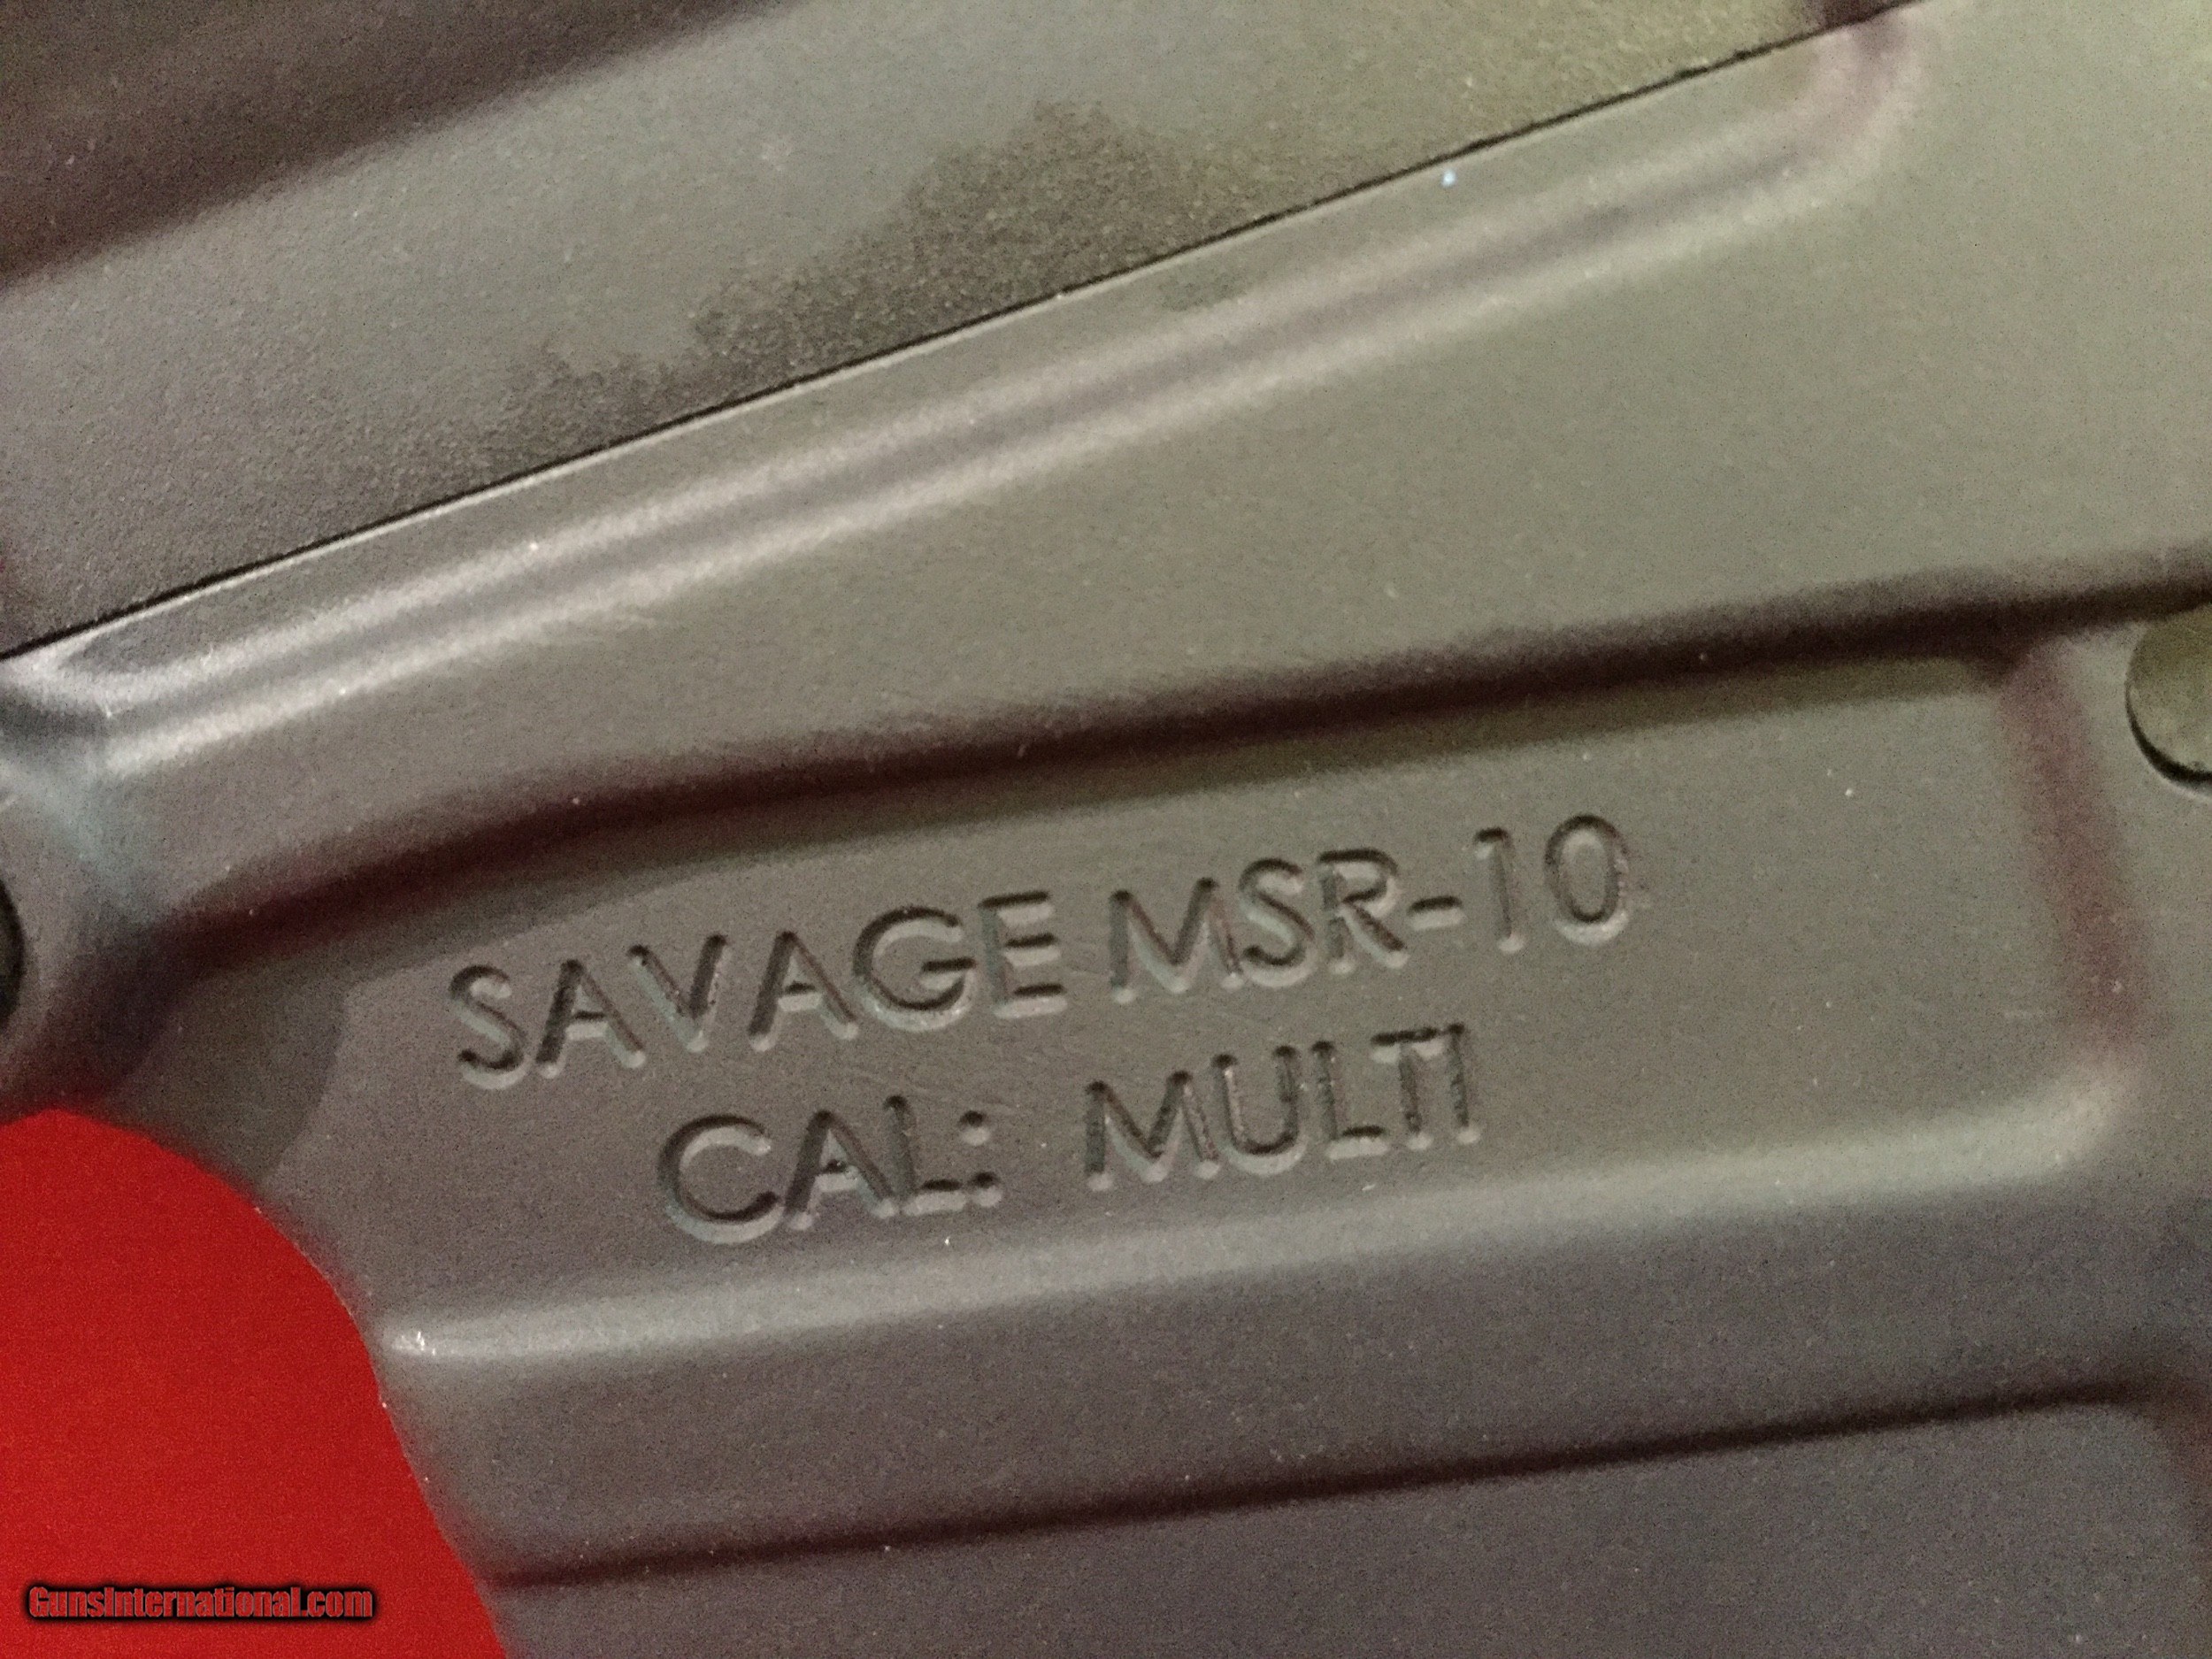 SAVAGE MSR-10
CAL: MULTI
GunsInternational.com